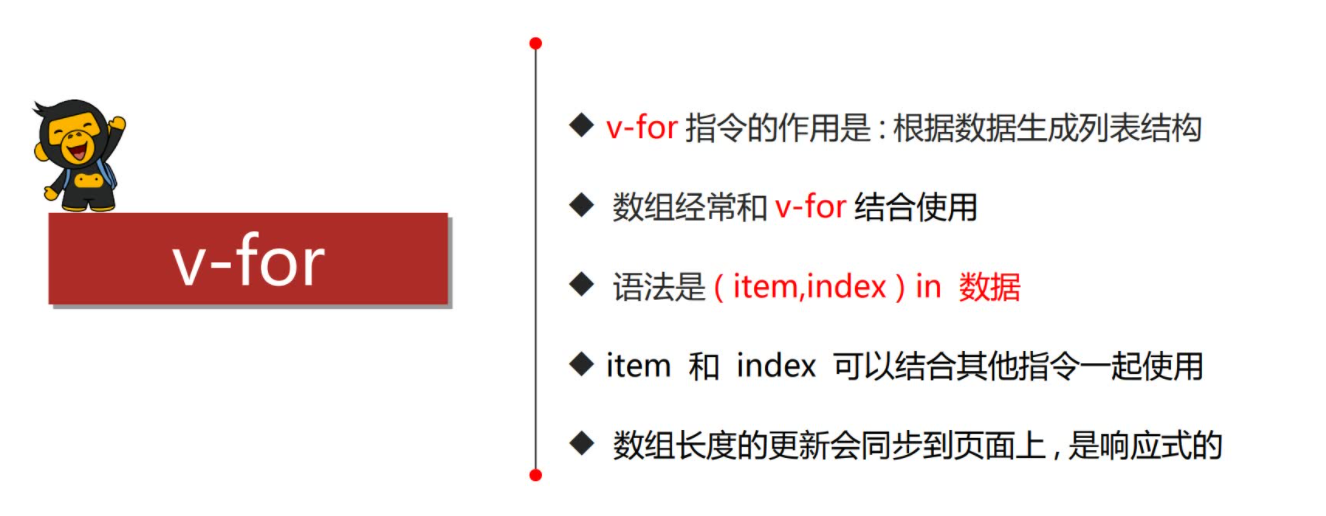 v-for
v-for 指令的作用是：根据数据生成列表结构
数组经常和 v-for 结合使用
语法是 ( item,index ) in 数据
item 和 index 可以结合其他指令一起使用
数组长度的更新会同步到页面上，是响应式的